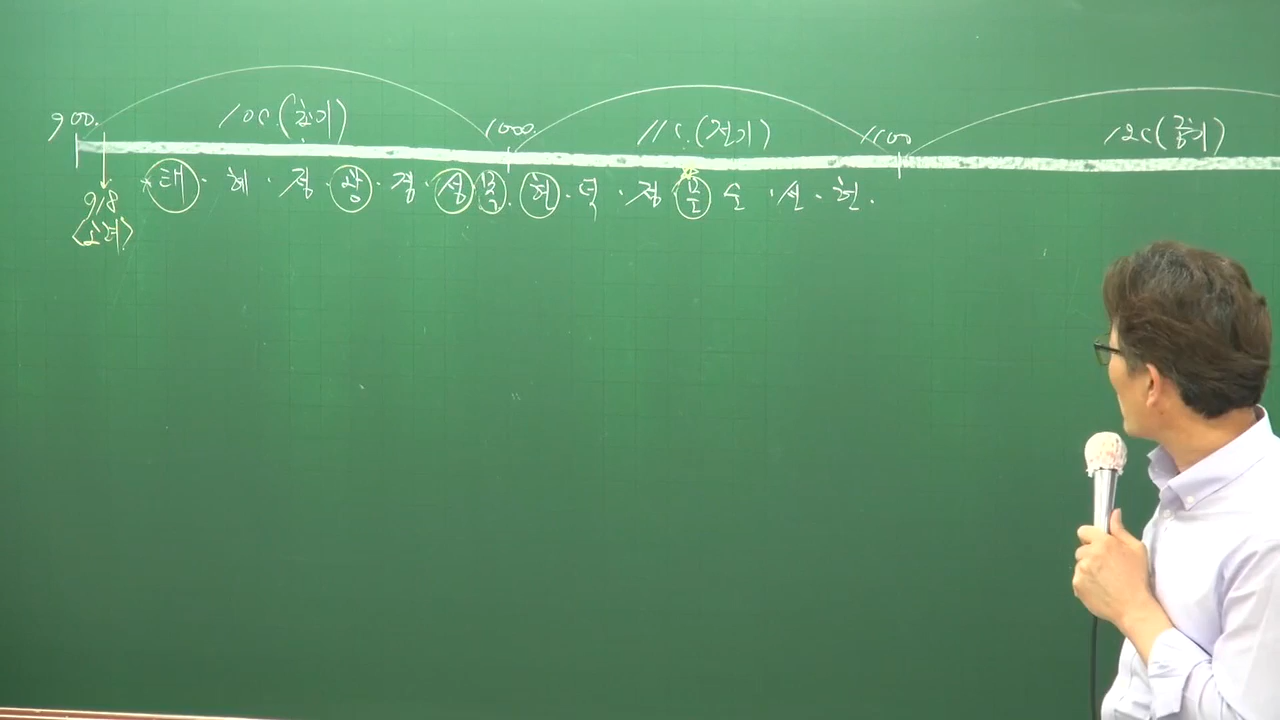 900. 10C.(초기) 1000. 11C.(전기) 1100 12C(중기)
태 · 혜 · 정 · 광 · 경 · 성 목 · 현 · 덕 · 정 문 순 · 선 · 헌 .
918
<고려>